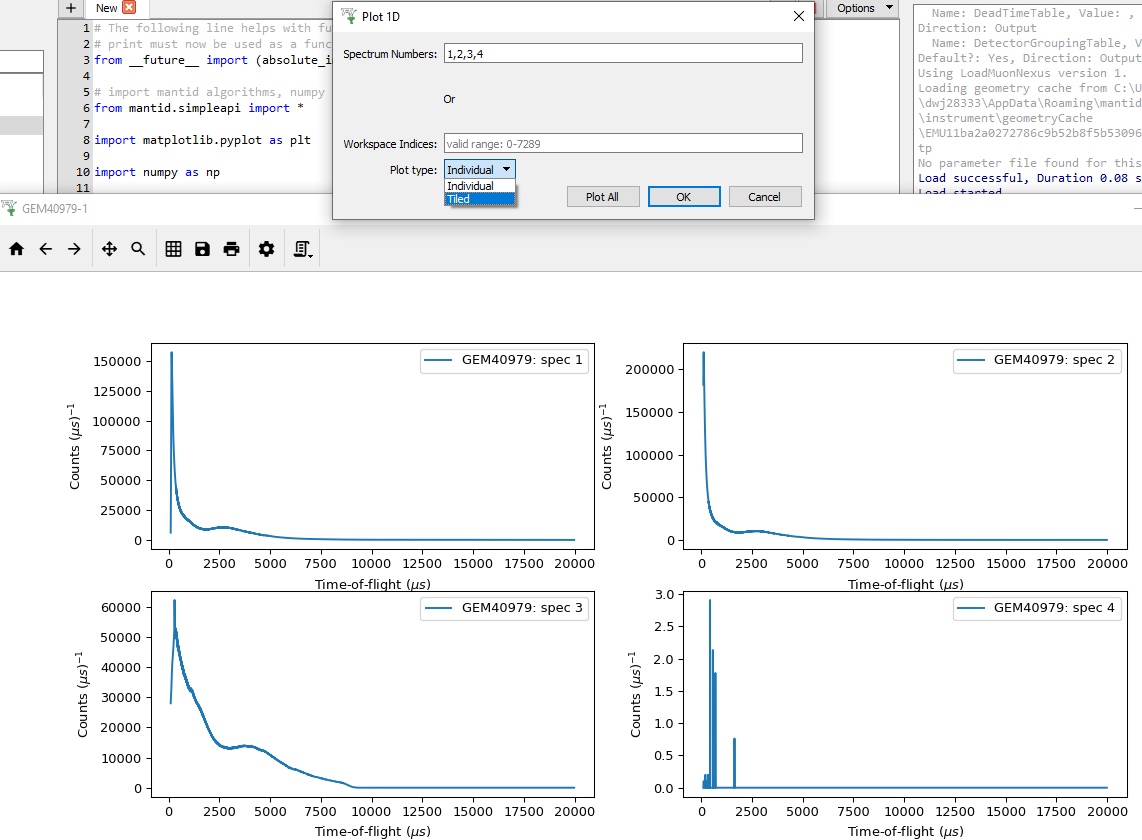 New
1 # The following line helps with fu
2 # print must now be used as a func
3 from __future__ import (absolute_i
4
5 # import mantid algorithms, numpy
6 from mantid.simpleapi import *
7
8 import matplotlib.pyplot as plt
9
10 import numpy as np
11
Plot 1D
Spectrum Numbers: 1,2,3,4
Or
Workspace Indices: valid range: 0-7289
Plot type: Individual
Individual
Tiled
Plot All
OK
Cancel
Options
Name: DeadTimeTable, Value: ,
Direction: Output
Name: DetectorGroupingTable, V
Default?: Yes, Direction: Output
Using LoadMuonNexus version 1.
Loading geometry cache from C:\U
\dwj28333\AppData\Roaming\mantid
\instrument\geometryCache
\EMU11ba2a0272786c9b52b8f5b53096
tp
No parameter file found for this
Load successful, Duration 0.08 s
Load started
GEM40979-1
GEM40979: spec 1
150000
125000
100000
75000
50000
25000
0
Counts (μs)⁻¹
0 2500 5000 7500 10000 12500 15000 17500 20000
Time-of-flight (μs)
GEM40979: spec 2
200000
150000
100000
50000
0
Counts (μs)⁻¹
0 2500 5000 7500 10000 12500 15000 17500 20000
Time-of-flight (μs)
GEM40979: spec 3
60000
50000
40000
30000
20000
10000
0
Counts (μs)⁻¹
0 2500 5000 7500 10000 12500 15000 17500 20000
Time-of-flight (μs)
GEM40979: spec 4
3.0
2.5
2.0
1.5
1.0
0.5
0.0
Counts (μs)⁻¹
0 2500 5000 7500 10000 12500 15000 17500 20000
Time-of-flight (μs)